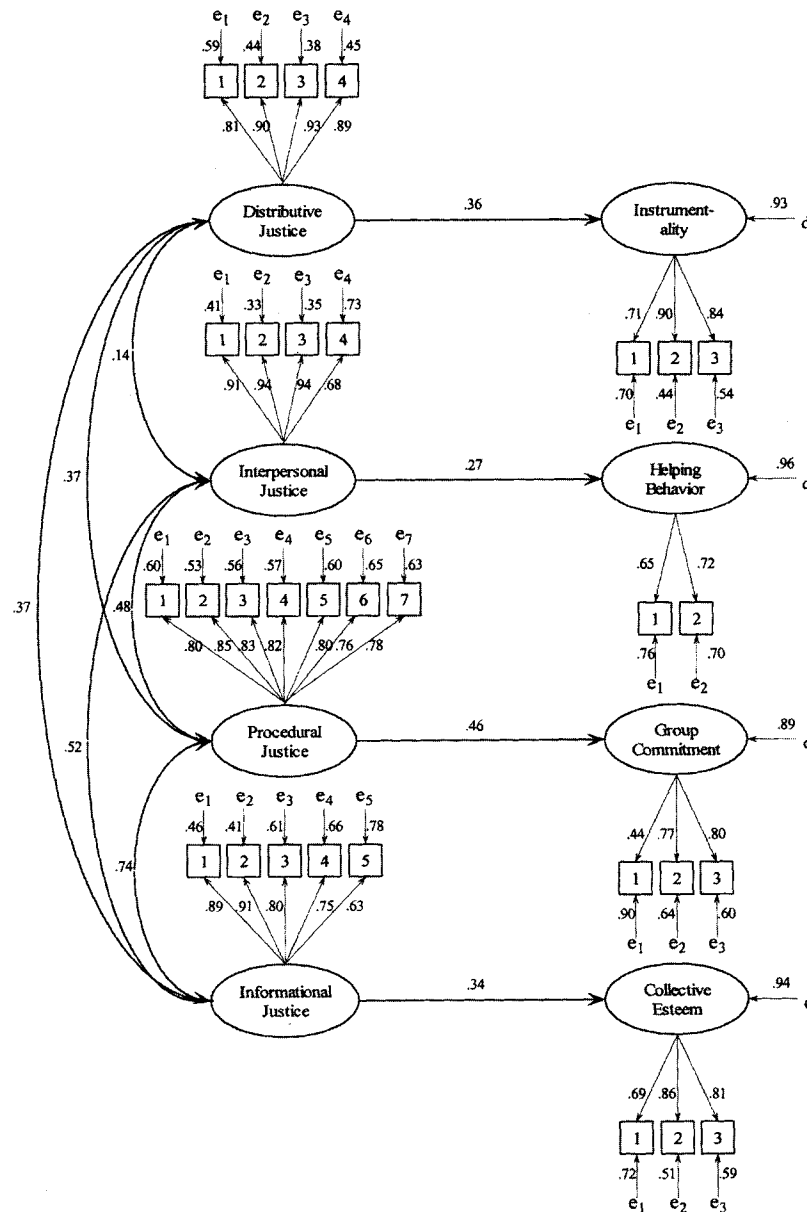 e1 e2 e3 e4
.59 .44 .38 .45
1 2 3 4
.81 .90 .93 .89
Distributive
Justice
.36
Instrument-
ality
.93
e1 e2 e3 e4
.41 .33 .35 .73
1 2 3 4
.91 .94 .94 .68
.71 .90 .84
1 2 3
.70 .44 .54
e1 e2 e3
.14
Interpersonal
Justice
.27
Helping
Behavior
.96
.37
e1 e2 e3 e4 e5 e6 e7
.60 .53 .56 .57 .60 .65 .63
1 2 3 4 5 6 7
.80 .85 .83 .82 .80 .76 .78
.65 .72
1 2
.76 .70
e1 e2
.37
.48
Procedural
Justice
.46
Group
Commitment
.89
.52
e1 e2 e3 e4 e5
.46 .41 .61 .66 .78
1 2 3 4 5
.89 .91 .80 .75 .63
.44 .77 .80
1 2 3
.90 .64 .60
e1 e2 e3
.74
Informational
Justice
.34
Collective
Esteem
.94
.69 .86 .81
1 2 3
.72 .51 .59
e1 e2 e3